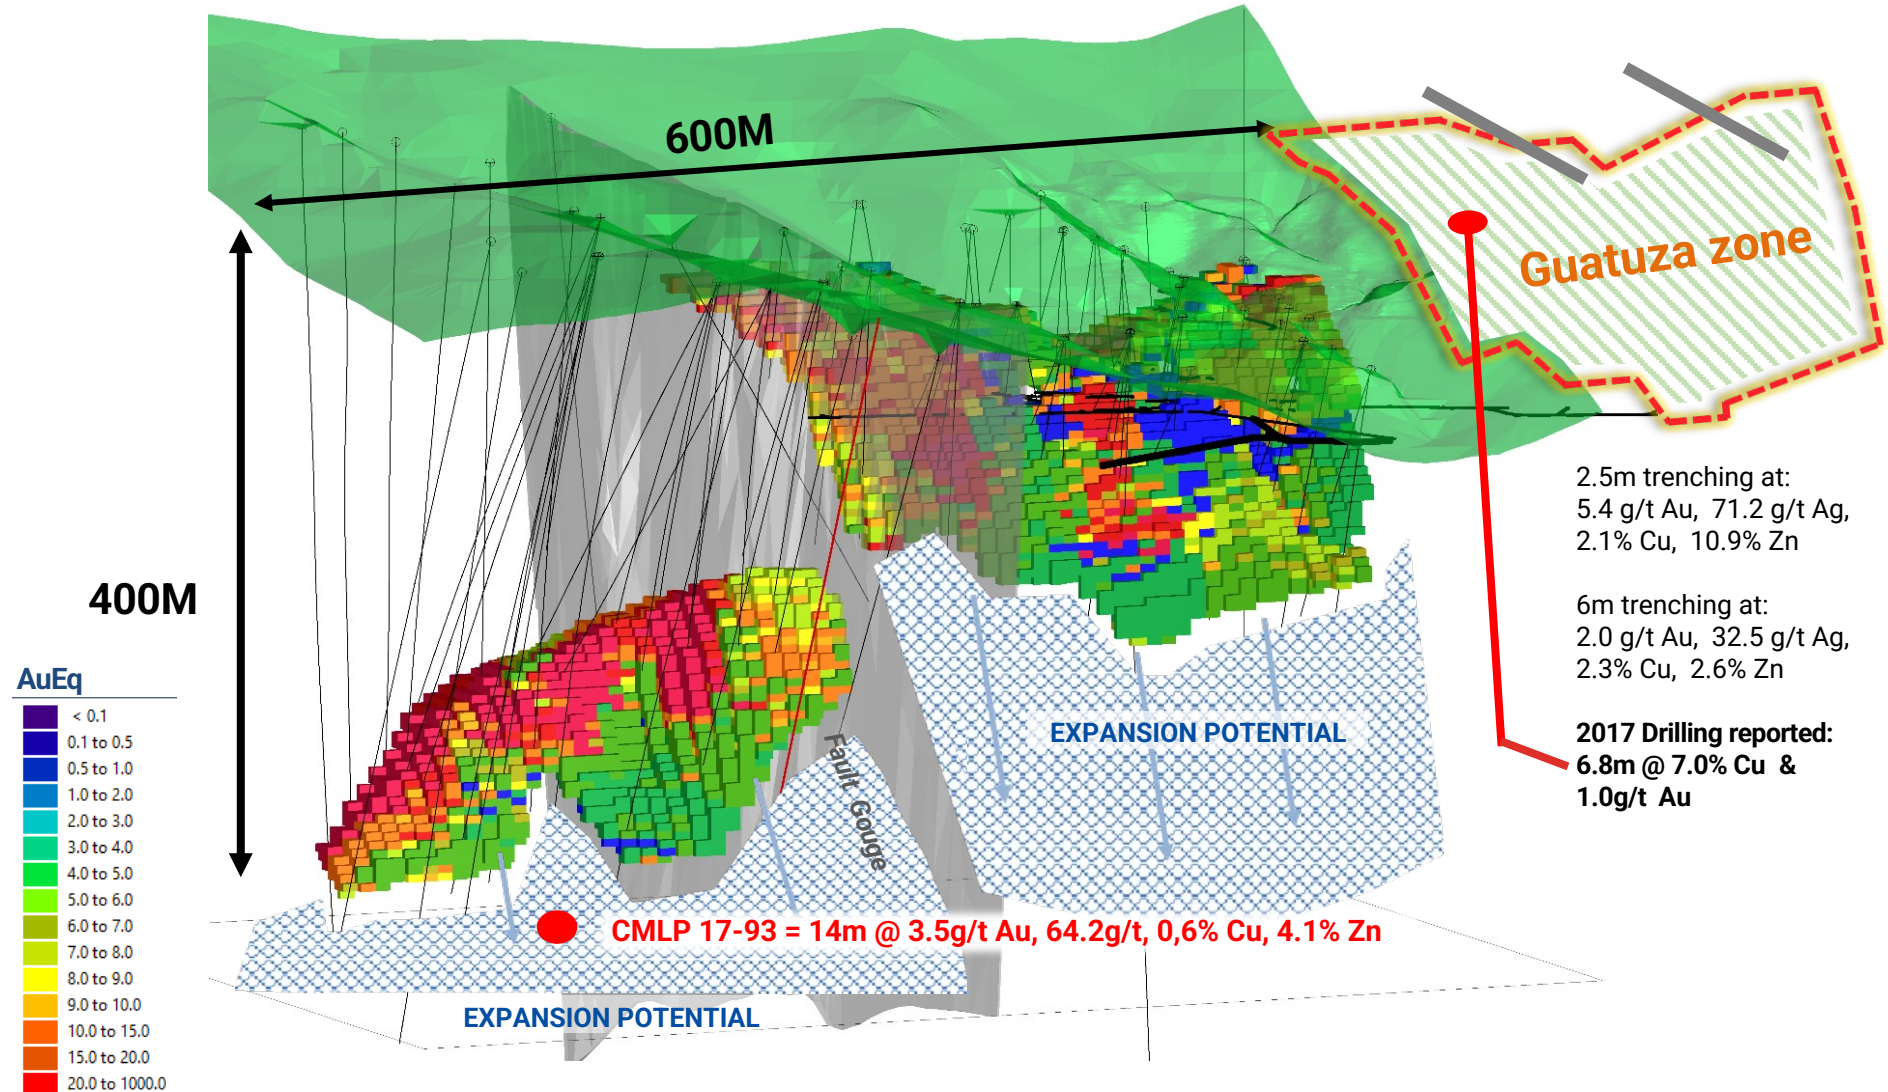 600M
Guatuza zone
400M
2.5m trenching at:
5.4 g/t Au, 71.2 g/t Ag,
2.1% Cu, 10.9% Zn
6m trenching at:
2.0 g/t Au, 32.5 g/t Ag,
2.3% Cu, 2.6% Zn
2017 Drilling reported:
6.8m @ 7.0% Cu &
1.0g/t Au
EXPANSION POTENTIAL
Fault Gouge
CMLP 17-93 = 14m @ 3.5g/t Au, 64.2g/t, 0,6% Cu, 4.1% Zn
EXPANSION POTENTIAL
AuEq
< 0.1
0.1 to 0.5
0.5 to 1.0
1.0 to 2.0
2.0 to 3.0
3.0 to 4.0
4.0 to 5.0
5.0 to 6.0
6.0 to 7.0
7.0 to 8.0
8.0 to 9.0
9.0 to 10.0
10.0 to 15.0
15.0 to 20.0
20.0 to 1000.0